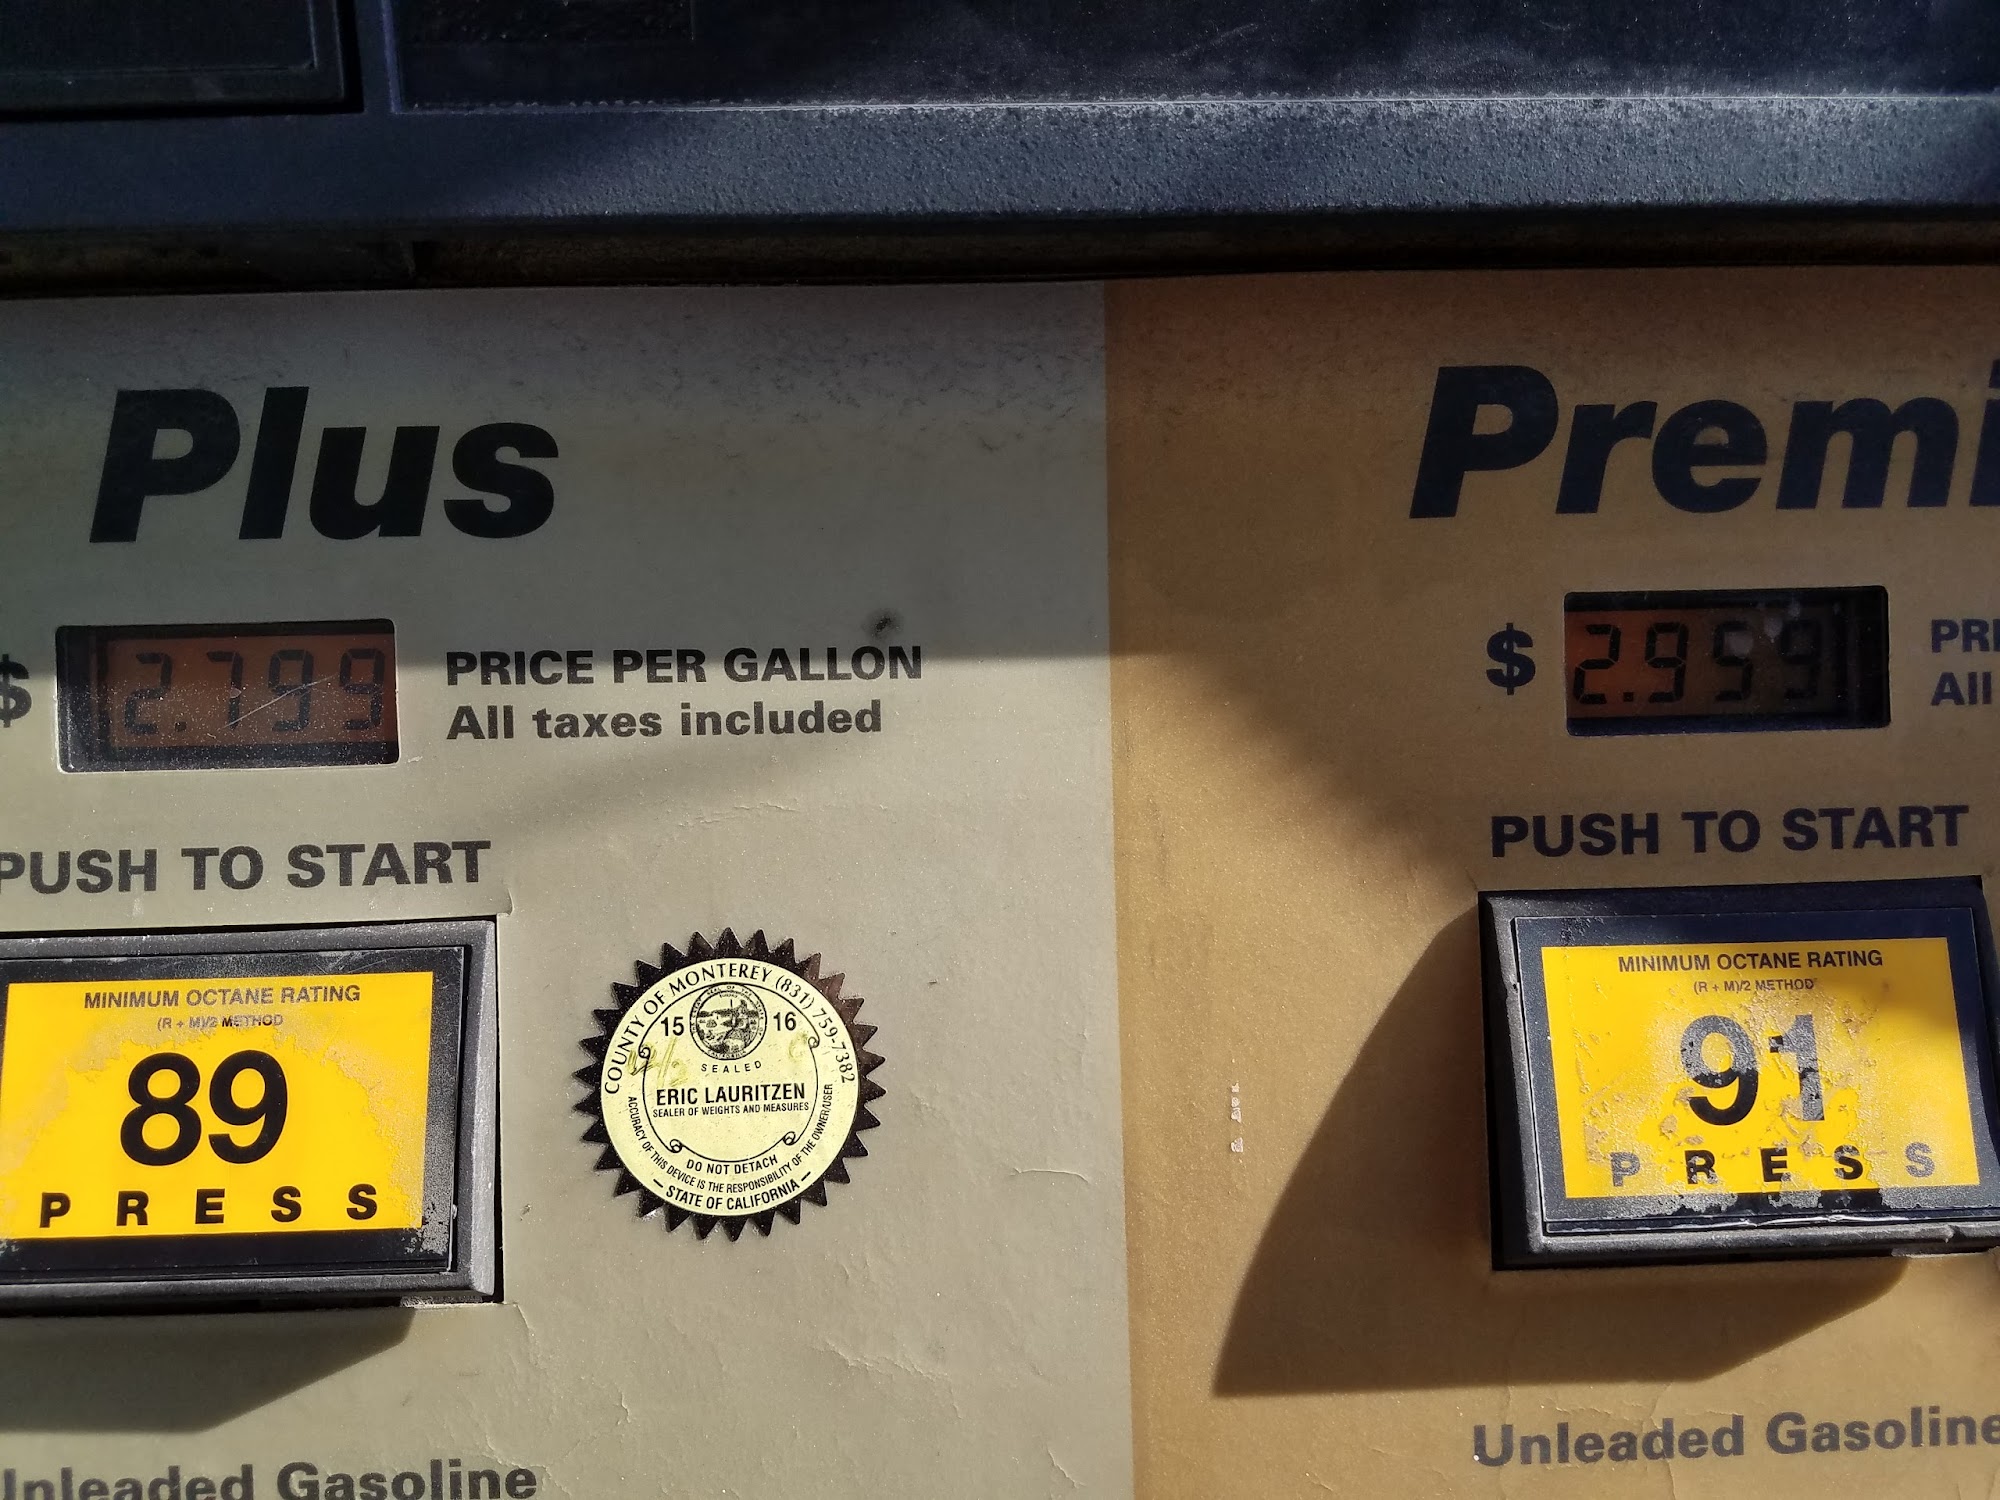 Plus
$ 2.799
PRICE PER GALLON
All taxes included
PUSH TO START
MINIMUM OCTANE RATING
(R + M)/2 METHOD
89
PRESS
Unleaded Gasoline
COUNTY OF MONTEREY (831) 759-7382
15 16
SEALED
ERIC LAURITZEN
SEALER OF WEIGHTS AND MEASURES
DO NOT DETACH
ACCURACY OF THIS DEVICE IS THE RESPONSIBILITY OF THE OWNER/USER
— STATE OF CALIFORNIA —
Premi
$ 2.959
PRI
All
PUSH TO START
MINIMUM OCTANE RATING
(R + M)/2 METHOD
91
PRESS
Unleaded Gasoline